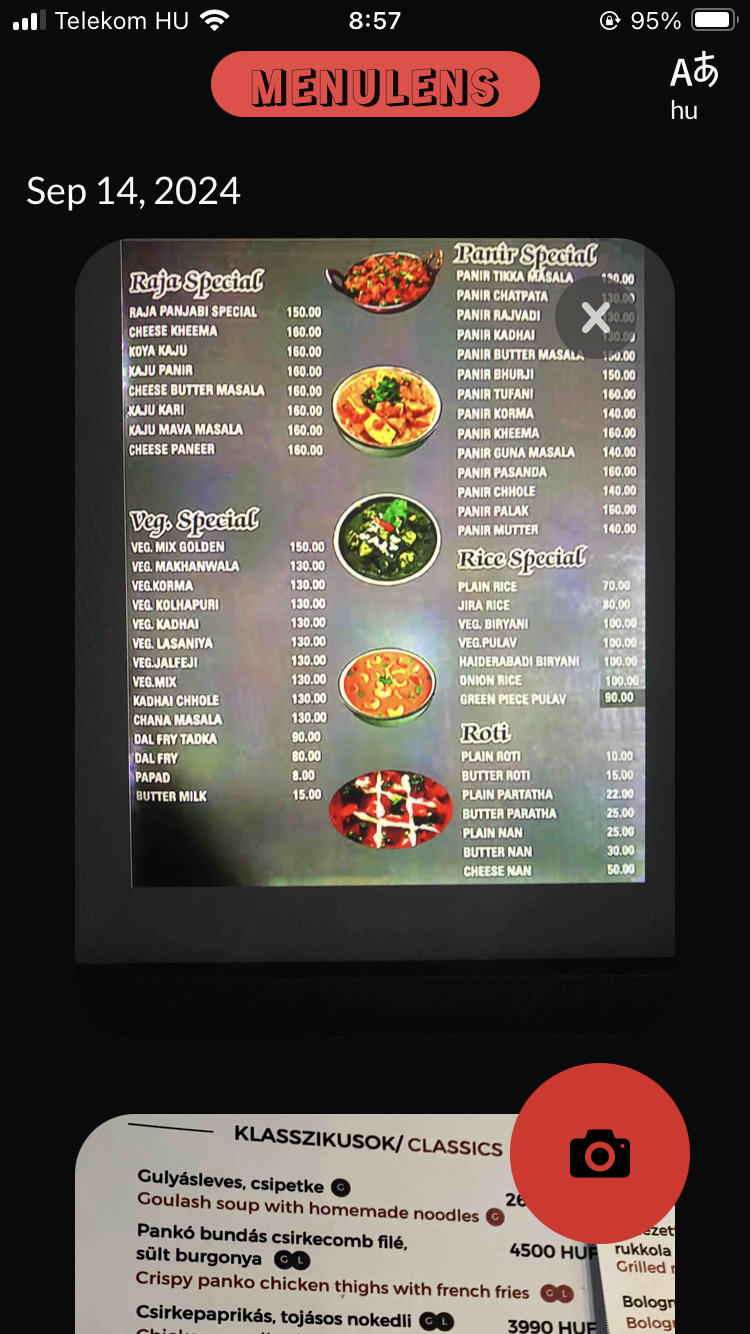 Telekom HU
8:57
95%
MENULENS
Aあ
hu
Sep 14, 2024
Raja Special
RAJA PANJABI SPECIAL 150.00
CHEESE KHEEMA 160.00
KOYA KAJU 160.00
KAJU PANIR 160.00
CHEESE BUTTER MASALA 160.00
KAJU KARI 160.00
KAJU MAVA MASALA 160.00
CHEESE PANEER 160.00
Veg. Special
VEG. MIX GOLDEN 150.00
VEG. MAKHANWALA 130.00
VEG.KORMA 130.00
VEG. KOLHAPURI 130.00
VEG. KADHAI 130.00
VEG. LASANIYA 130.00
VEG.JALFEJI 130.00
VEG.MIX 130.00
KADHAI CHHOLE 130.00
CHANA MASALA 130.00
DAL FRY TADKA 90.00
DAL FRY 80.00
PAPAD 8.00
BUTTER MILK 15.00
Panir Special
PANIR TIKKA MASALA
PANIR CHATPATA
PANIR RAJVADI
PANIR KADHAI
PANIR BUTTER MASALA
PANIR BHURJI 150.00
PANIR TUFANI 160.00
PANIR KORMA 140.00
PANIR KHEEMA 160.00
PANIR GUNA MASALA 140.00
PANIR PASANDA 160.00
PANIR CHHOLE 140.00
PANIR PALAK 160.00
PANIR MUTTER 140.00
Rice Special
PLAIN RICE 70.00
JIRA RICE 80.00
VEG. BIRYANI 100.00
VEG.PULAV 100.00
HAIDERABADI BIRYANI 100.00
ONION RICE 100.00
GREEN PIECE PULAV 90.00
Roti
PLAIN ROTI 10.00
BUTTER ROTI 15.00
PLAIN PARTATHA 22.00
BUTTER PARATHA 25.00
PLAIN NAN 25.00
BUTTER NAN 30.00
CHEESE NAN 50.00
KLASSZIKUSOK/ CLASSICS
Gulyásleves, csipetke G
Goulash soup with homemade noodles G
Pankó bundás csirkecomb filé,
sült burgonya G L 4500 HUF
Crispy panko chicken thighs with french fries G L
Csirkepaprikás, tojásos nokedli G L 3990 HUF
rukkola
Grilled